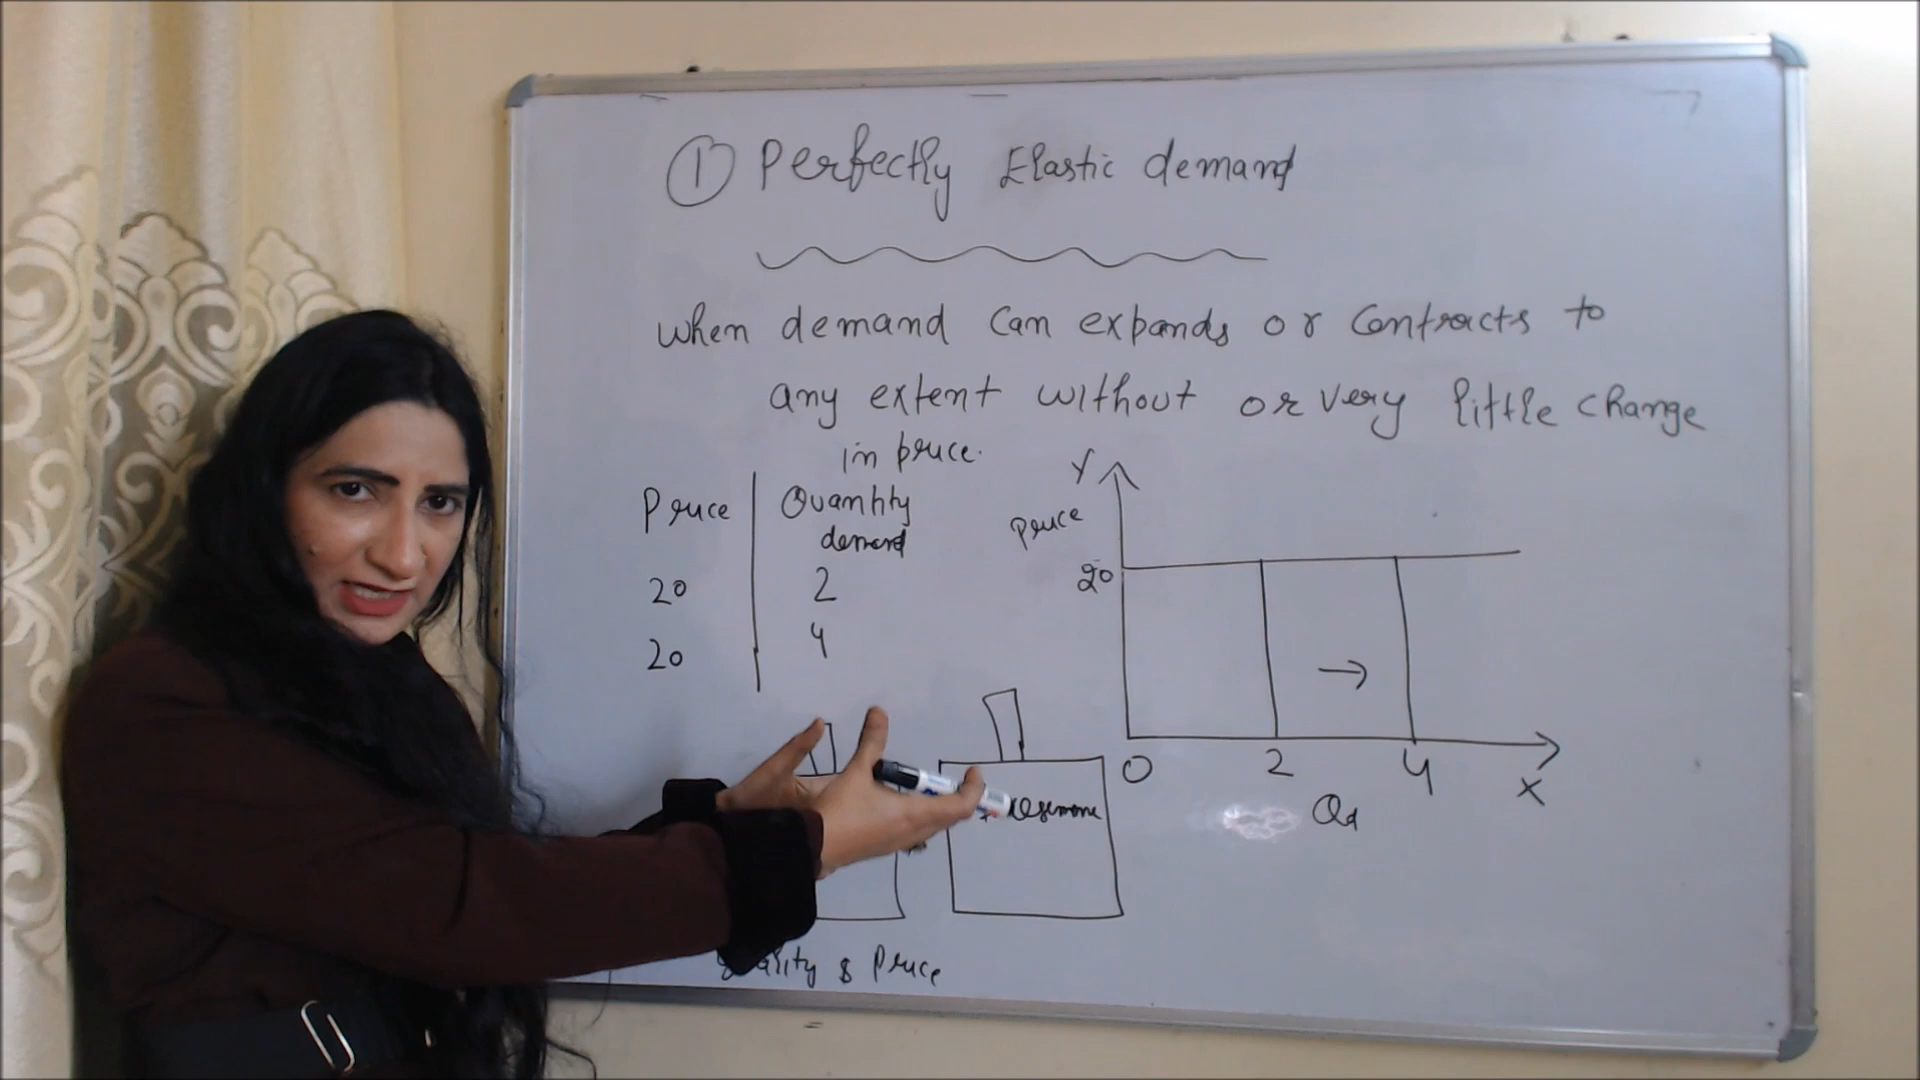 ① Perfectly Elastic demand
when demand can expands or contracts to
any extent without or very little change
in price.
Price Quantity
demand
20 2
20 4
Y
Price
20
0 2 4 X
Qd
& Price